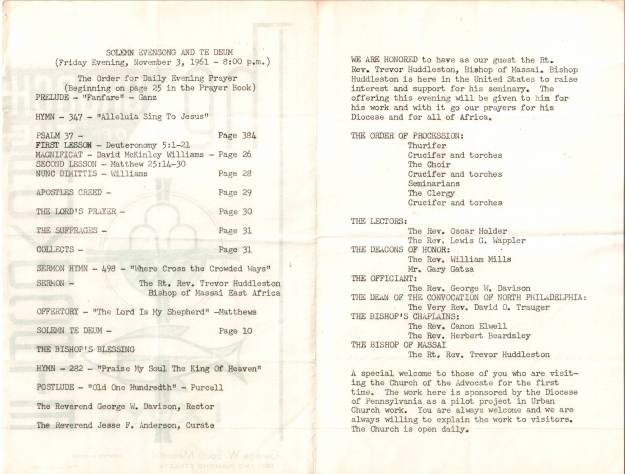 SOLEMN EVENSONG AND TE DEUM
(Friday Evening, November 3, 1961 - 8:00 p.m.)
The Order for Daily Evening Prayer
(Beginning on page 25 in the Prayer Book)
PRELUDE - "Fanfare" - Ganz
HYMN - 347 - "Alleluia Sing To Jesus"
PSALM 37 - Page 384
FIRST LESSON - Deuteronomy 5:1-21
MAGNIFICAT - David McKinley Williams - Page 26
SECOND LESSON - Matthew 25:14-30
NUNC DIMITTIS - Williams Page 28
APOSTLES CREED - Page 29
THE LORD'S PRAYER - Page 30
THE SUFFRAGES - Page 31
COLLECTS - Page 31
SERMON HYMN - 498 - "Where Cross the Crowded Ways"
SERMON - The Rt. Rev. Trevor Huddleston
Bishop of Massai East Africa
OFFERTORY - "The Lord Is My Shepherd" -Matthews
SOLEMN TE DEUM - Page 10
THE BISHOP'S BLESSING
HYMN - 282 - "Praise My Soul The King Of Heaven"
POSTLUDE - "Old One Hundredth" - Purcell
The Reverend George W. Davison, Rector
The Reverend Jesse F. Anderson, Curate
WE ARE HONORED to have as our guest the Rt.
Rev. Trevor Huddleston, Bishop of Massai. Bishop
Huddleston is here in the United States to raise
interest and support for his seminary. The
offering this evening will be given to him for
his work and with it go our prayers for his
Diocese and for all of Africa.
THE ORDER OF PROCESSION:
Thurifer
Crucifer and torches
The Choir
Crucifer and torches
Seminarians
The Clergy
Crucifer and torches
THE LECTORS:
The Rev. Oscar Holder
The Rev. Lewis G. Wappler
THE DEACONS OF HONOR:
The Rev. William Mills
Mr. Gary Gatza
THE OFFICIANT:
The Rev. George W. Davison
THE DEAN OF THE CONVOCATION OF NORTH PHILADELPHIA:
The Very Rev. David G. Trauger
THE BISHOP'S CHAPLAINS:
The Rev. Canon Elwell
The Rev. Herbert Beardsley
THE BISHOP OF MASSAI
The Rt. Rev. Trevor Huddleston
A special welcome to those of you who are visit-
ing the Church of the Advocate for the first
time. The work here is sponsored by the Diocese
of Pennsylvania as a pilot project in Urban
Church work. You are always welcome and we are
always willing to explain the work to visitors.
The Church is open daily.